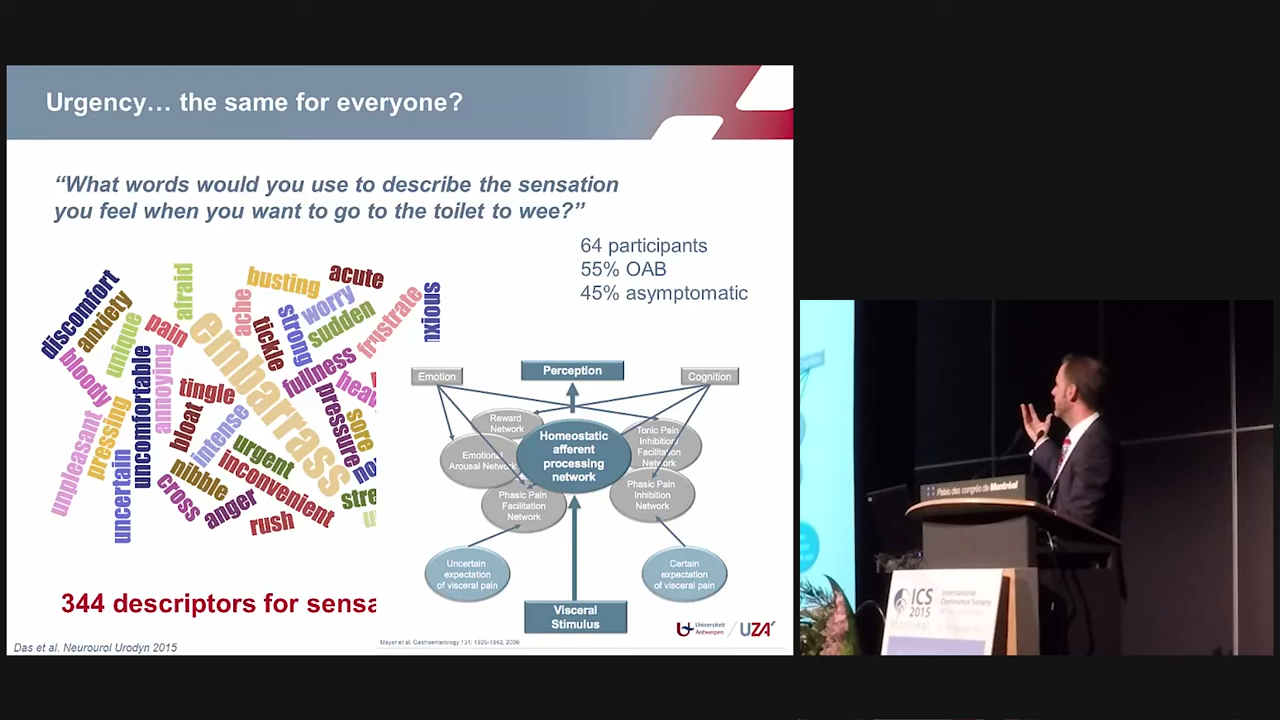 Urgency… the same for everyone?
“What words would you use to describe the sensation
you feel when you want to go to the toilet to wee?”
64 participants
55% OAB
45% asymptomatic
discomfort
anxiety
afraid
unique
pain
busting
acute
ache
worry
strong
sudden
tickle
frustrate
nxious
embarrass
bloody
uncomfortable
annoying
tingle
fullness
heav
pressure
sore
bloat
intense
unpleasant
pressing
uncertain
urgent
inconvenient
nibble
cross
anger
rush
no
stre
Emotion
Perception
Cognition
Reward
Network
Emotional
Arousal Network
Phasic Pain
Facilitation
Network
Homeostatic
afferent
processing
network
Tonic Pain
Inhibition/
Facilitation
Network
Phasic Pain
Inhibition
Network
Uncertain
expectation
of visceral pain
Certain
expectation
of visceral pain
Visceral
Stimulus
344 descriptors for sensa
Das et al. Neurourol Urodyn 2015
Mayer et al. Gastroenterology 131: 1925-1942, 2006
Universiteit
Antwerpen
UZA
Palais des congrès de Montréal
ICS
2015
International
Continence Society
Montreal